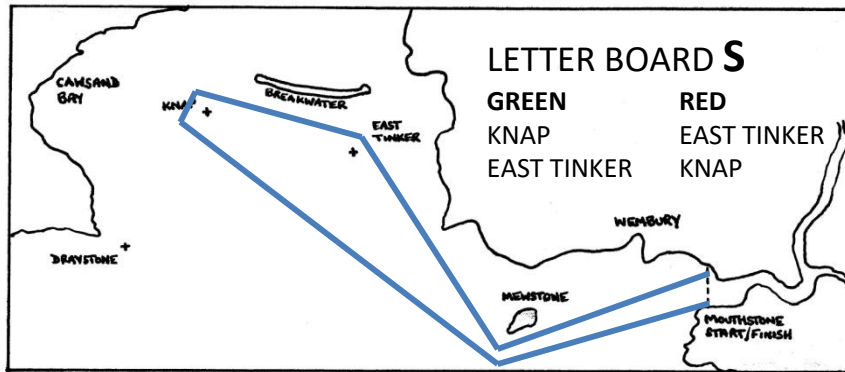 LETTER BOARD S
GREEN RED
KNAP EAST TINKER
EAST TINKER KNAP
CAWSAND
BAY
KNAP
BREAKWATER
EAST
TINKER
WEMBURY
DRAYSTONE
MEWSTONE
MOUTHSTONE
START/FINISH